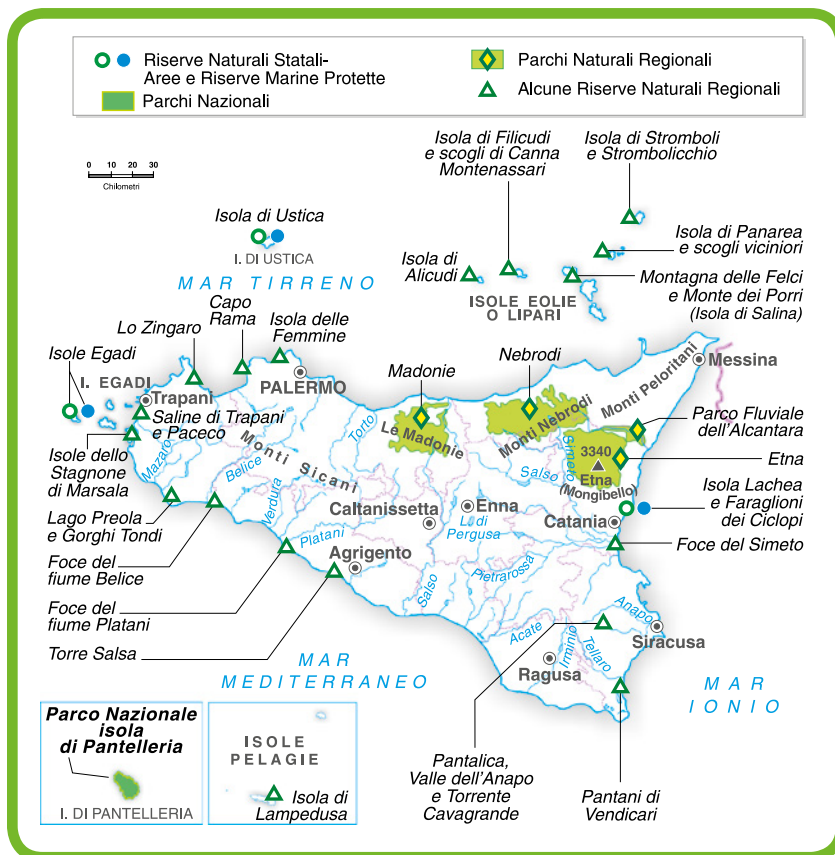 Riserve Naturali Statali-
Aree e Riserve Marine Protette
Parchi Nazionali
Parchi Naturali Regionali
Alcune Riserve Naturali Regionali
0 10 20 30
Chilometri
Isola di Filicudi
e scogli di Canna
Montenassari
Isola di Stromboli
e Strombolicchio
Isola di Ustica
I. DI USTICA
MAR TIRRENO
Isola di
Alicudi
Isola di Panarea
e scogli viciniori
ISOLE EOLIE
O LIPARI
Montagna delle Felci
e Monte dei Porri
(Isola di Salina)
Lo Zingaro
Capo
Rama
Isola delle
Femmine
Isole Egadi
I. EGADI
Trapani
PALERMO
Madonie
Nebrodi
Monti Peloritani
Messina
Saline di Trapani
e Paceco
Le Madonie
Monti Nebrodi
Parco Fluviale
dell'Alcantara
Mazaro
Belice
Torto
Monti Sicani
Salso
Simeto
3340
Etna
(Mongibello)
Etna
Isole dello
Stagnone
di Marsala
Verdura
Platani
Caltanissetta
Enna
L. di
Pergusa
Catania
Isola Lachea
e Faraglioni
dei Ciclopi
Lago Preola
e Gorghi Tondi
Foce del
fiume Belice
Agrigento
Salso
Pietrarossa
Foce del Simeto
Foce del
fiume Platani
Torre Salsa
Acate
Irminio
Tellaro
Anapo
Siracusa
Ragusa
MAR
MEDITERRANEO
MAR
IONIO
Parco Nazionale
isola
di Pantelleria
I. DI PANTELLERIA
ISOLE
PELAGIE
Isola di
Lampedusa
Pantalica,
Valle dell'Anapo
e Torrente
Cavagrande
Pantani di
Vendicari